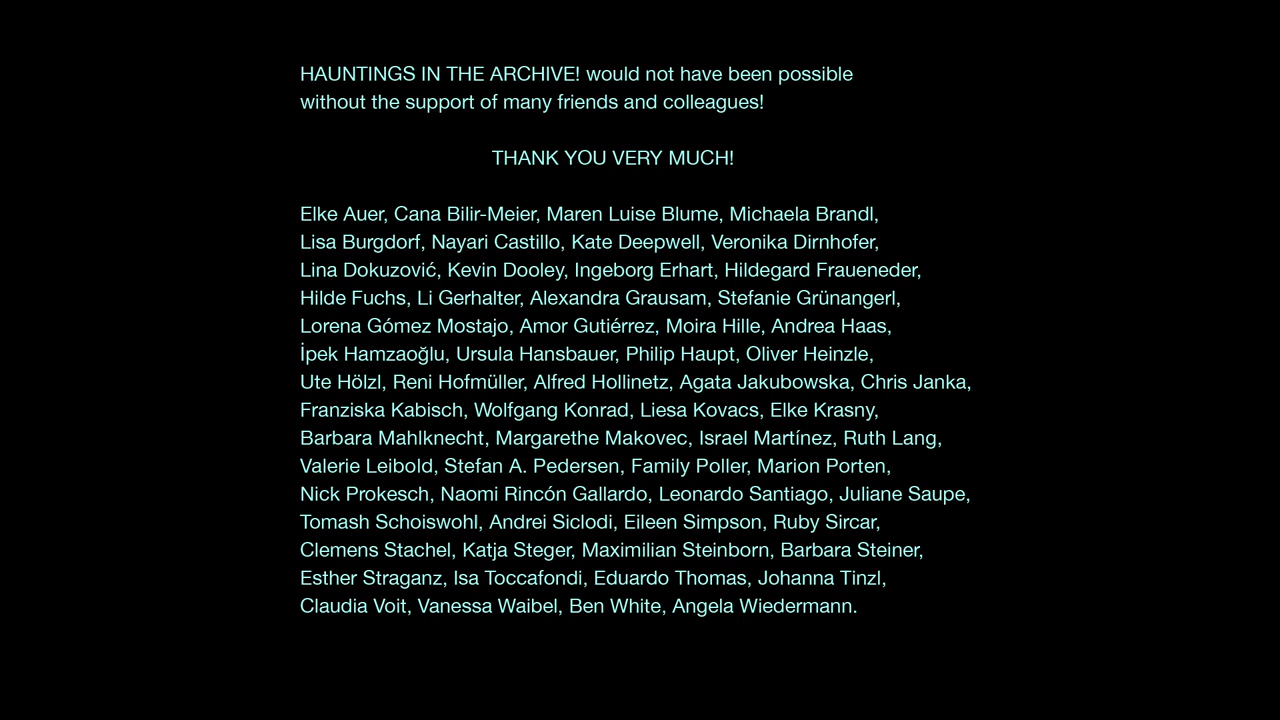 HAUNTINGS IN THE ARCHIVE! would not have been possible
without the support of many friends and colleagues!
THANK YOU VERY MUCH!
Elke Auer, Cana Bilir-Meier, Maren Luise Blume, Michaela Brandl,
Lisa Burgdorf, Nayari Castillo, Kate Deepwell, Veronika Dirnhofer,
Lina Dokuzović, Kevin Dooley, Ingeborg Erhart, Hildegard Fraueneder,
Hilde Fuchs, Li Gerhalter, Alexandra Grausam, Stefanie Grünangerl,
Lorena Gómez Mostajo, Amor Gutiérrez, Moira Hille, Andrea Haas,
İpek Hamzaoğlu, Ursula Hansbauer, Philip Haupt, Oliver Heinzle,
Ute Hölzl, Reni Hofmüller, Alfred Hollinetz, Agata Jakubowska, Chris Janka,
Franziska Kabisch, Wolfgang Konrad, Liesa Kovacs, Elke Krasny,
Barbara Mahlknecht, Margarethe Makovec, Israel Martínez, Ruth Lang,
Valerie Leibold, Stefan A. Pedersen, Family Poller, Marion Porten,
Nick Prokesch, Naomi Rincón Gallardo, Leonardo Santiago, Juliane Saupe,
Tomash Schoiswohl, Andrei Siclodi, Eileen Simpson, Ruby Sircar,
Clemens Stachel, Katja Steger, Maximilian Steinborn, Barbara Steiner,
Esther Straganz, Isa Toccafondi, Eduardo Thomas, Johanna Tinzl,
Claudia Voit, Vanessa Waibel, Ben White, Angela Wiedermann.